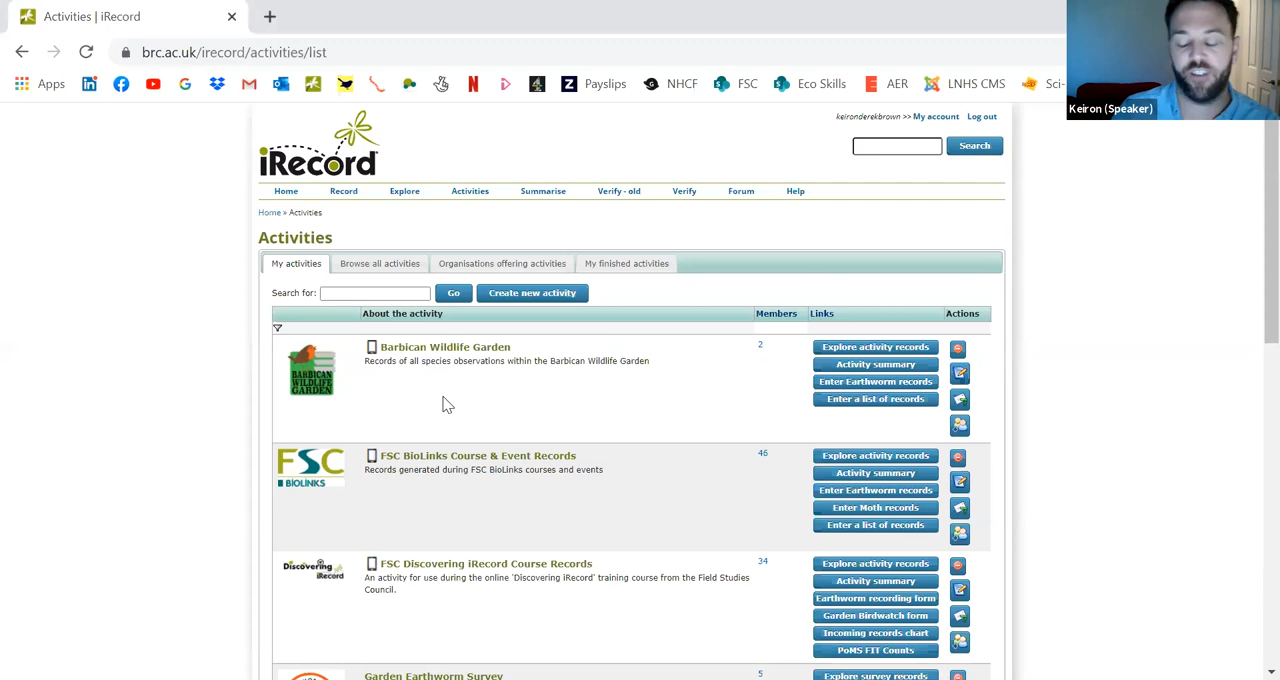 Activities | iRecord
brc.ac.uk/irecord/activities/list
Apps
Payslips
NHCF
FSC
Eco Skills
AER
LNHS CMS
Sci-
Keiron (Speaker)
iRecord
keironderekbrown >> My account Log out
Search
Home Record Explore Activities Summarise Verify - old Verify Forum Help
Home » Activities
Activities
My activities Browse all activities Organisations offering activities My finished activities
Search for: Go Create new activity
About the activity Members Links Actions
BARBICAN WILDLIFE GARDEN
Barbican Wildlife Garden
Records of all species observations within the Barbican Wildlife Garden
2
Explore activity records
Activity summary
Enter Earthworm records
Enter a list of records
FSC
BIOLINKS
FSC BioLinks Course & Event Records
Records generated during FSC BioLinks courses and events
46
Explore activity records
Activity summary
Enter Earthworm records
Enter Moth records
Enter a list of records
Discovering iRecord
FSC Discovering iRecord Course Records
An activity for use during the online 'Discovering iRecord' training course from the Field Studies
Council.
34
Explore activity records
Activity summary
Earthworm recording form
Garden Birdwatch form
Incoming records chart
PoMS FIT Counts
Garden Earthworm Survey
5
Explore survey records